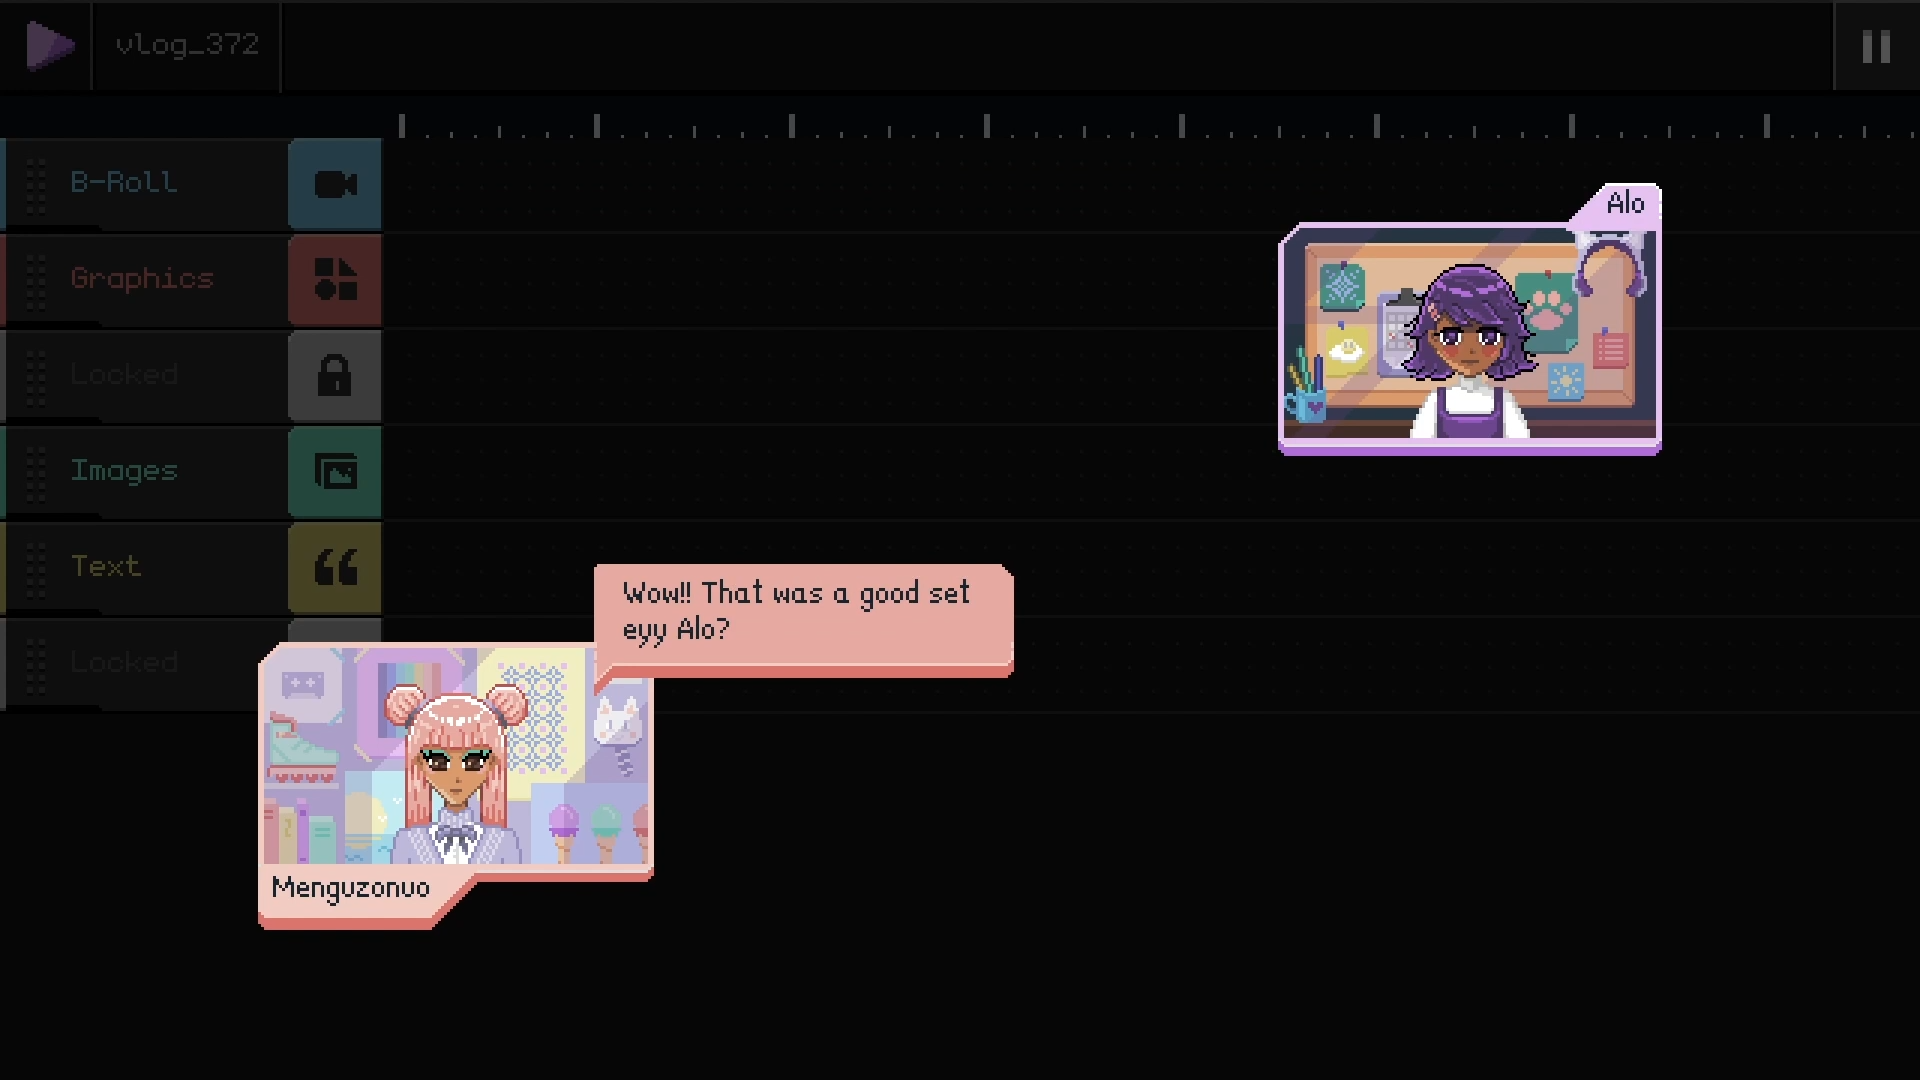 vlog_372
B-Roll
Alo
Graphics
Locked
Images
Text
Wow!! That was a good set
eyy Alo?
Locked
Menguzonuo